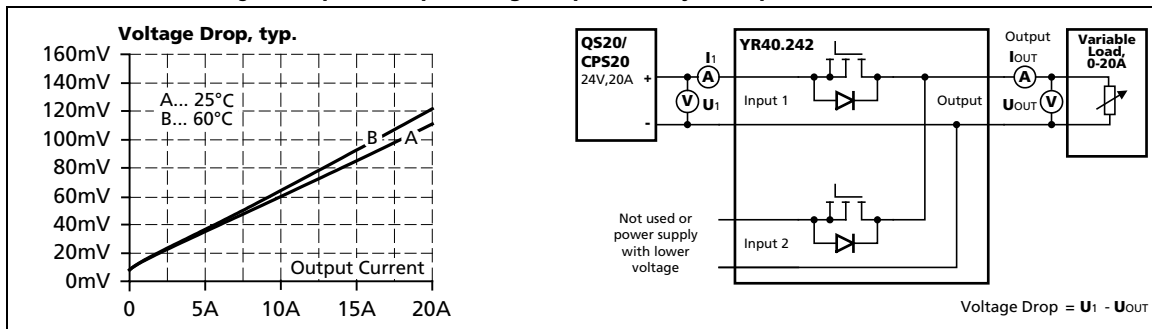 Voltage Drop, typ.
160mV
140mV
120mV
100mV
80mV
60mV
40mV
20mV
0mV
A... 25°C
B... 60°C
B
A
Output Current
0
5A
10A
15A
20A
QS20/
CPS20
24V,20A
+
-
I1
A
V
U1
YR40.242
Input 1
Output
Input 2
Not used or
power supply
with lower
voltage
Output
IOUT
A
UOUT
V
Variable
Load,
0-20A
Voltage Drop = U1 - UOUT